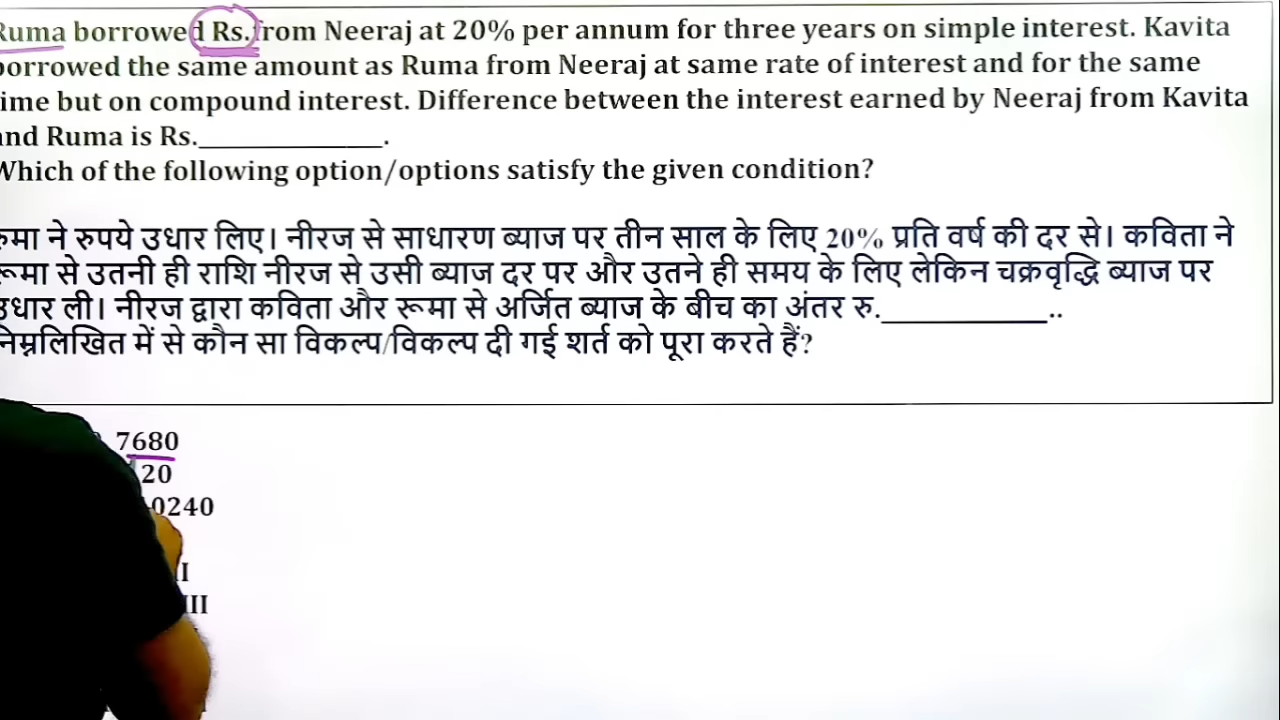 Ruma borrowed Rs. from Neeraj at 20% per annum for three years on simple interest. Kavita
borrowed the same amount as Ruma from Neeraj at same rate of interest and for the same
time but on compound interest. Difference between the interest earned by Neeraj from Kavita
and Ruma is Rs.______________.
Which of the following option/options satisfy the given condition?
रुमा ने रुपये उधार लिए। नीरज से साधारण ब्याज पर तीन साल के लिए 20% प्रति वर्ष की दर से। कविता ने
रूमा से उतनी ही राशि नीरज से उसी ब्याज दर पर और उतने ही समय के लिए लेकिन चक्रवृद्धि ब्याज पर
उधार ली। नीरज द्वारा कविता और रूमा से अर्जित ब्याज के बीच का अंतर रु.____________..
निम्नलिखित में से कौन सा विकल्प/विकल्प दी गई शर्त को पूरा करते हैं?
7680
20
0240
II
III